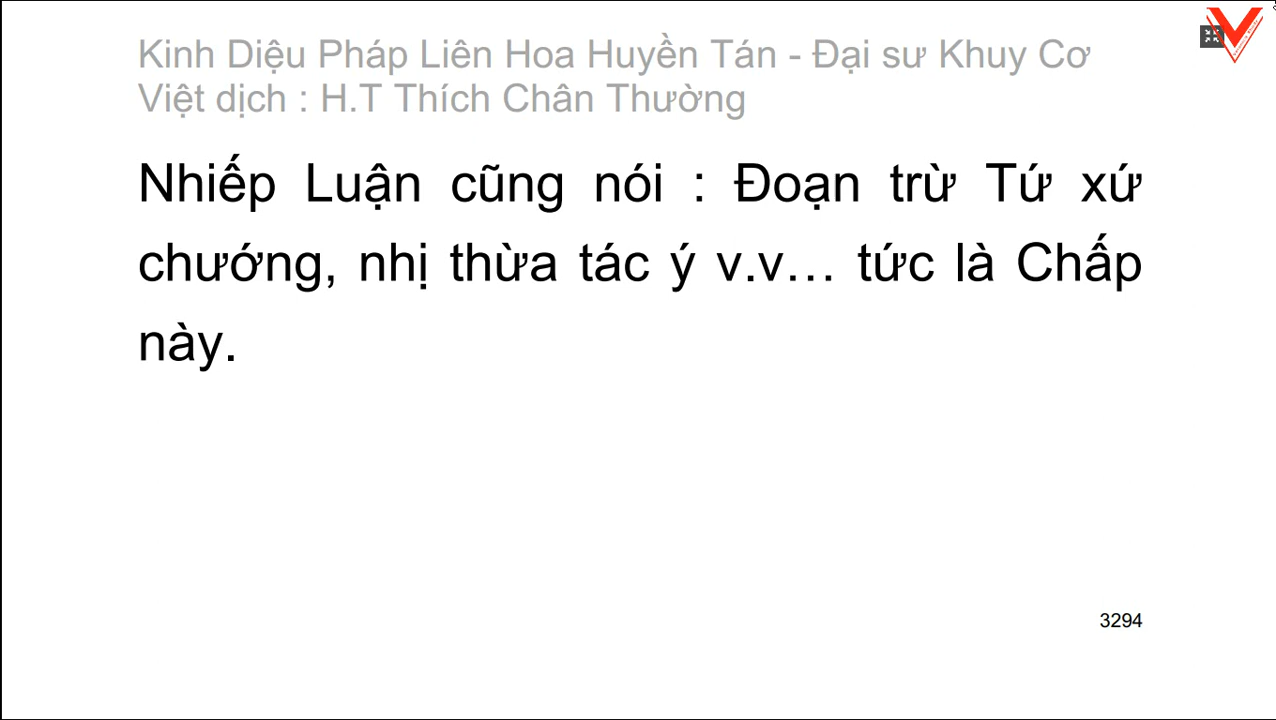 Kinh Diệu Pháp Liên Hoa Huyền Tán - Đại sư Khuy Cơ
Việt dịch : H.T Thích Chân Thường
Nhiếp Luận cũng nói : Đoạn trừ Tứ xứ
chướng, nhị thừa tác ý v.v… tức là Chấp
này.
3294